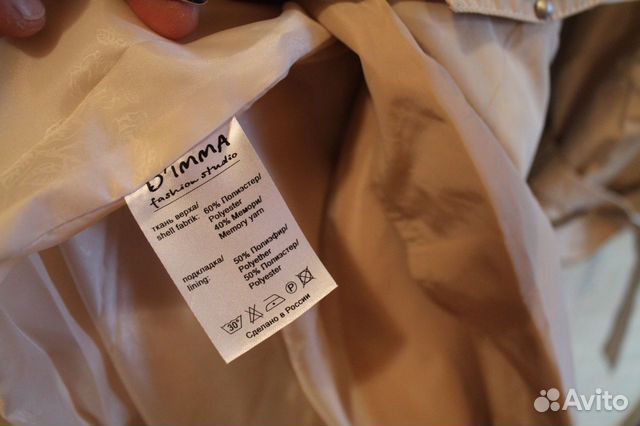 D'IMMA
fashion studio
ткань верха/ 60% Полиэстер/
shell fabric: Polyester
40% Мемори/
Memory yarn
подкладка/ 50% Полиэфир/
lining: Polyether
50% Полиэстер/
Polyester
30°
P
Сделано в России
Avito